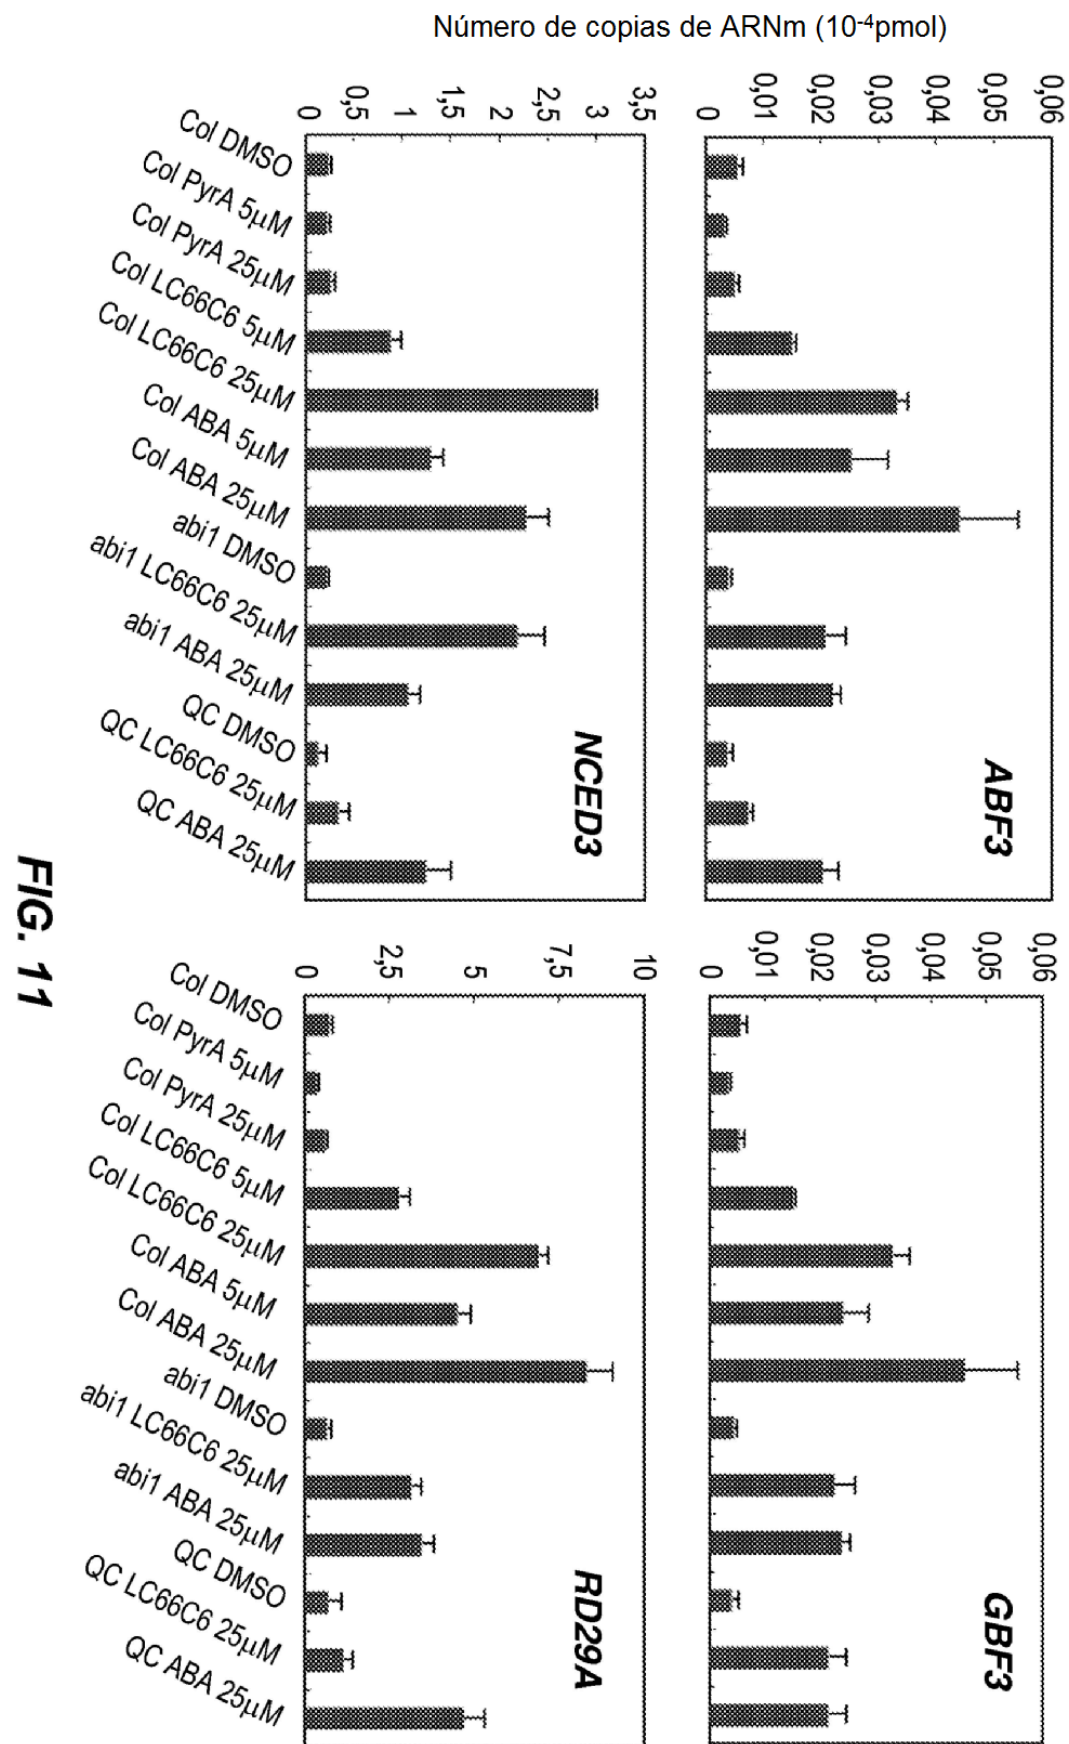 Número de copias de ARNm (10-4pmol)
0,06
0,05
0,04
0,03
0,02
0,01
0
ABF3
0,06
0,05
0,04
0,03
0,02
0,01
0
GBF3
3,5
3
2,5
2
1,5
1
0,5
0
NCED3
Col DMSO
Col PyrA 5μM
Col PyrA 25μM
Col LC66C6 5μM
Col LC66C6 25μM
Col ABA 5μM
Col ABA 25μM
abi1 DMSO
abi1 LC66C6 25μM
abi1 ABA 25μM
QC DMSO
QC LC66C6 25μM
QC ABA 25μM
10
7,5
5
2,5
0
RD29A
Col DMSO
Col PyrA 5μM
Col PyrA 25μM
Col LC66C6 5μM
Col LC66C6 25μM
Col ABA 5μM
Col ABA 25μM
abi1 DMSO
abi1 LC66C6 25μM
abi1 ABA 25μM
QC DMSO
QC LC66C6 25μM
QC ABA 25μM
FIG. 11